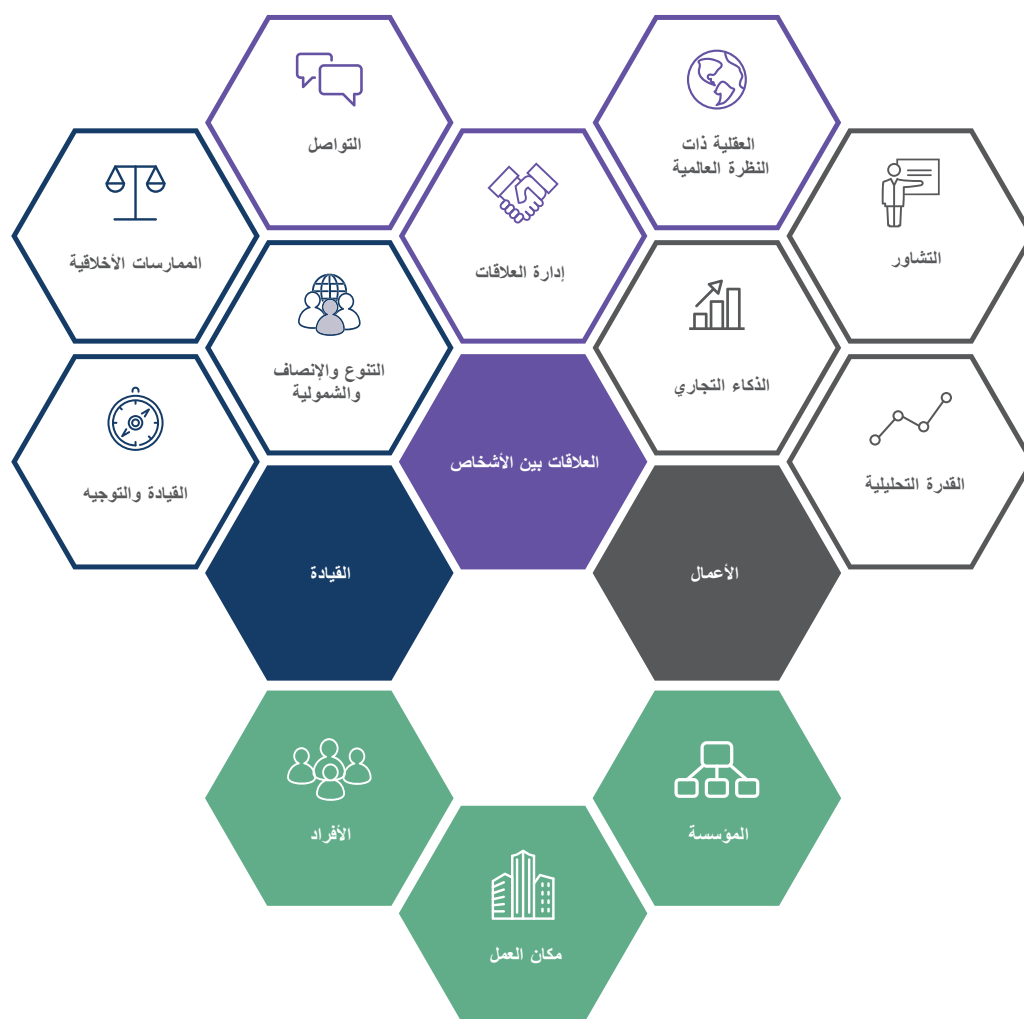 التواصل
العقلية ذات
النظرة العالمية
الممارسات الأخلاقية
إدارة العلاقات
التشاور
التنوع والإنصاف
والشمولية
الذكاء التجاري
القيادة والتوجيه
العلاقات بين الأشخاص
القدرة التحليلية
القيادة
الأعمال
الأفراد
المؤسسة
مكان العمل